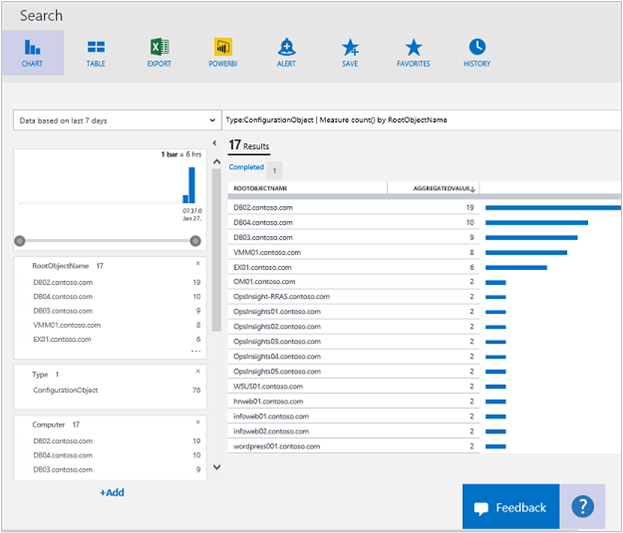 Search
CHART TABLE EXPORT POWERBI ALERT SAVE FAVORITES HISTORY
Data based on last 7 days
Type:ConfigurationObject | Measure count() by RootObjectName
1 bar = 6 hrs
07:37:0
Jan 27,
RootObjectName 17
DB02.contoso.com 19
DB04.contoso.com 10
DB03.contoso.com 9
VMM01.contoso.com 8
EX01.contoso.com 6
Type 1
ConfigurationObject 76
Computer 17
DB02.contoso.com 19
DB04.contoso.com 10
DB03.contoso.com 9
+Add
17 Results
Completed 1
ROOTOBJECTNAME AGGREGATEDVALUE
DB02.contoso.com 19
DB04.contoso.com 10
DB03.contoso.com 9
VMM01.contoso.com 8
EX01.contoso.com 6
OM01.contoso.com 2
OpsInsight-RRAS.contoso.com 2
OpsInsights01.contoso.com 2
OpsInsights02.contoso.com 2
OpsInsights03.contoso.com 2
OpsInsights04.contoso.com 2
OpsInsights05.contoso.com 2
WSUS01.contoso.com 2
hrweb01.contoso.com 2
infoweb01.contoso.com 2
infoweb02.contoso.com 2
wordpress001.contoso.com 2
Feedback ?